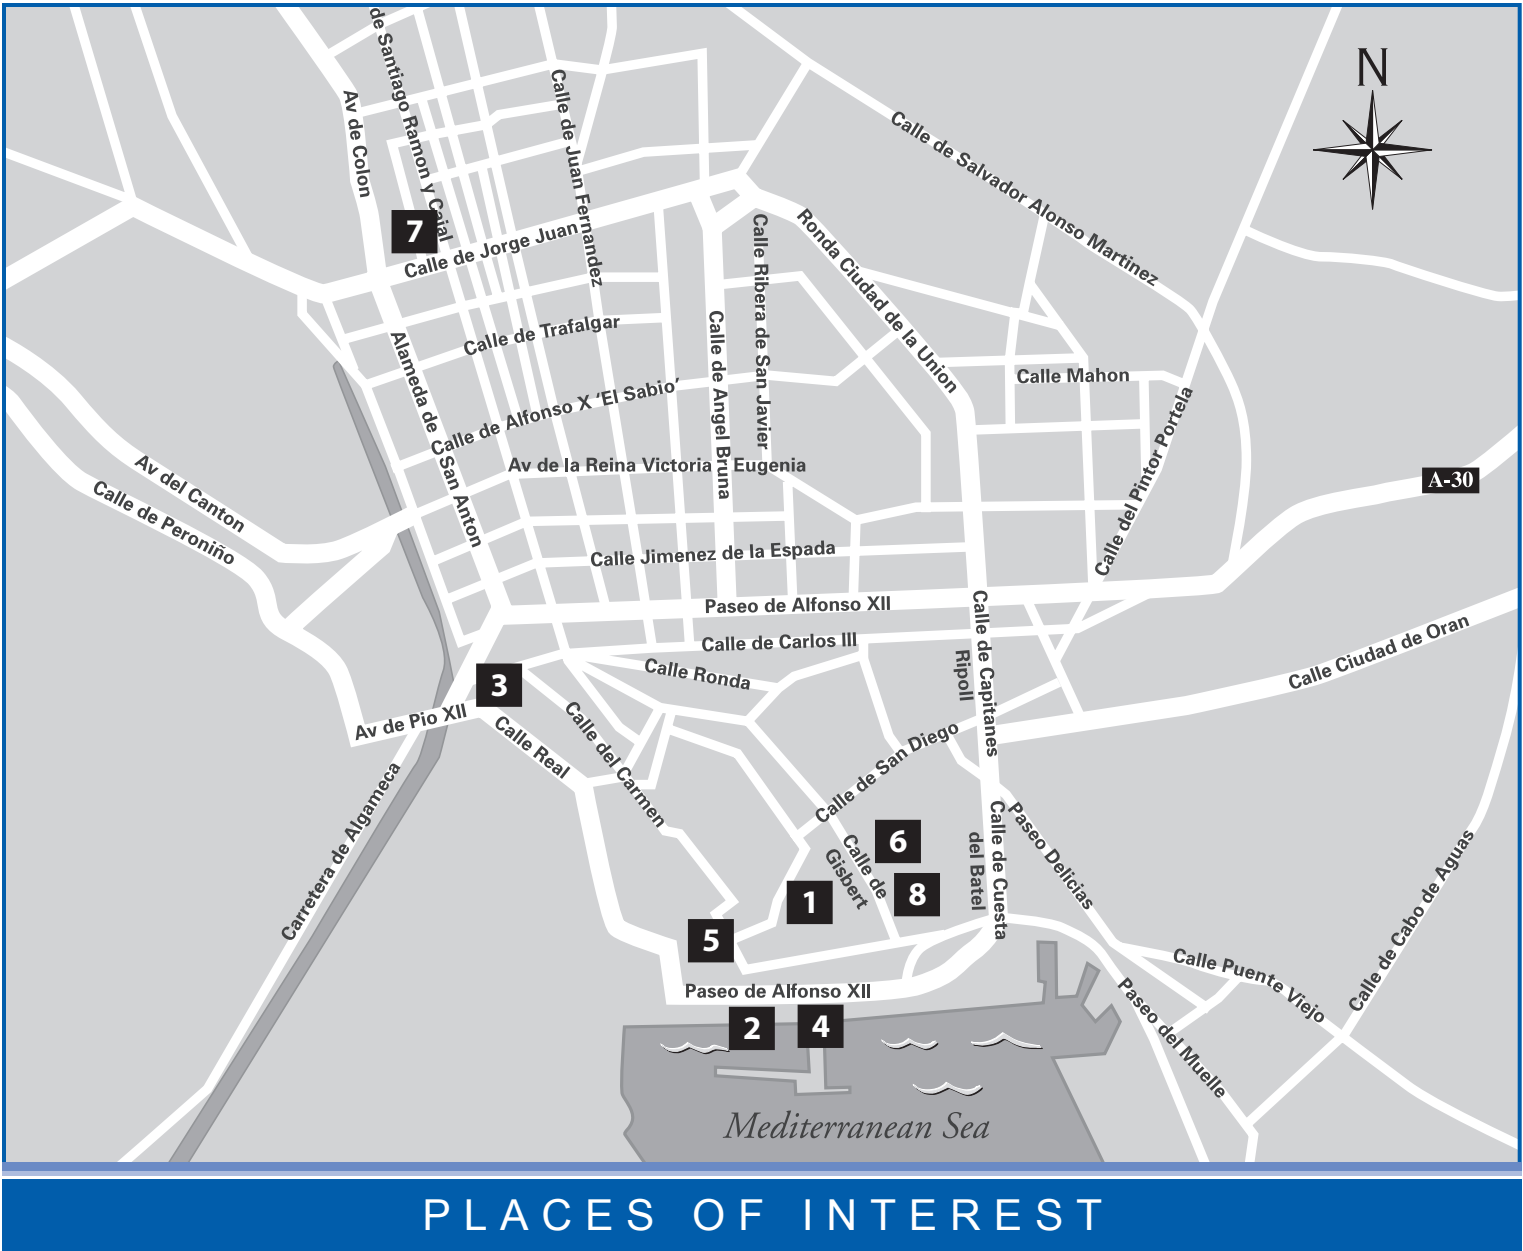 N
de Santiago Ramon y Cajal
Av de Colon
Calle de Juan Fernandez
Calle de Salvador Alonso Martinez
7
Calle de Jorge Juan
Calle Ribera de San Javier
Ronda Ciudad de la Union
Calle de Trafalgar
Alameda de San Anton
Calle de Angel Bruna
Calle Mahon
Calle de Alfonso X 'El Sabio'
Calle del Pintor Portela
Av de la Reina Victoria Eugenia
A-30
Av del Canton
Calle de Peroniño
Calle Jimenez de la Espada
Paseo de Alfonso XII
Calle de Carlos III
Calle de Capitanes
Ripoll
Calle Ciudad de Oran
Calle Ronda
3
Av de Pio XII
Calle Real
Calle del Carmen
Calle de San Diego
Carretera de Algameca
Calle de Cuesta
del Batel
Paseo Delicias
Calle de
Gisbert
6
8
1
5
Calle de Cabo de Aguas
Calle Puente Viejo
Paseo de Alfonso XII
Paseo del Muelle
2
4
Mediterranean Sea
PLACES OF INTEREST